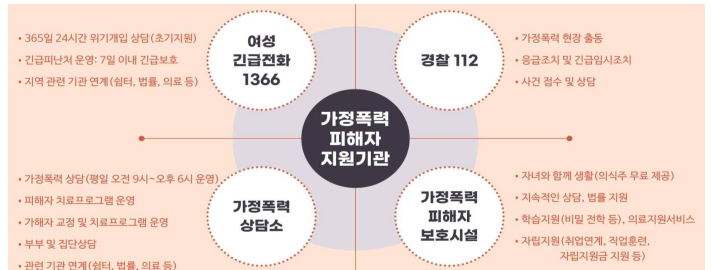 • 365일 24시간 위기개입 상담(초기지원)
• 긴급피난처 운영: 7일 이내 긴급보호
• 지역 관련 기관 연계(쉼터, 법률, 의료 등)
여성
긴급전화
1366
경찰 112
• 가정폭력 현장 출동
• 응급조치 및 긴급임시조치
• 사건 접수 및 상담
가정폭력
피해자
지원기관
• 가정폭력 상담(평일 오전 9시~오후 6시 운영)
• 피해자 치료프로그램 운영
• 가해자 교정 및 치료프로그램 운영
• 부부 및 집단상담
• 관련 기관 연계(쉼터, 법률, 의료 등)
가정폭력
상담소
가정폭력
피해자
보호시설
• 자녀와 함께 생활(의식주 무료 제공)
• 지속적인 상담, 법률 지원
• 학습지원(비밀 전학 등), 의료지원서비스
• 자립지원(취업연계, 직업훈련,
자립지원금 지원 등)